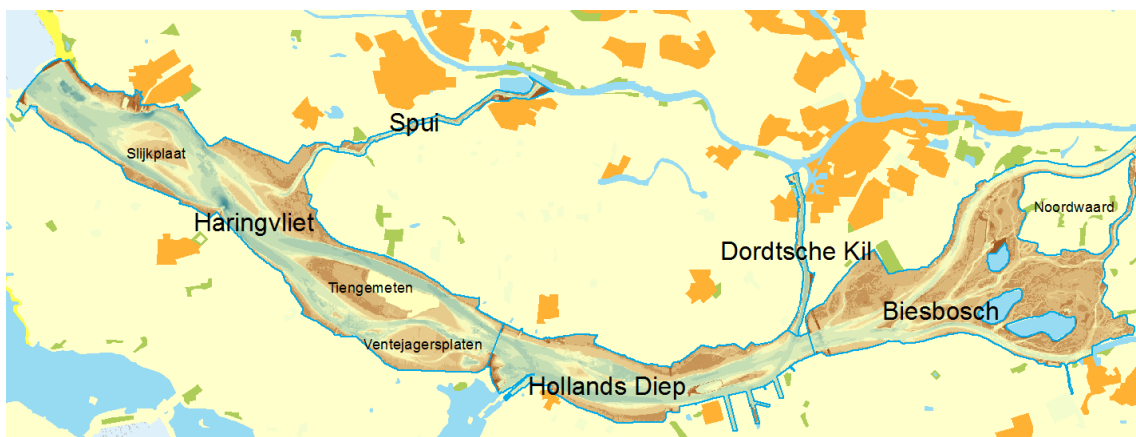 Spui
Slijkplaat
Noordwaard
Haringvliet
Dordtsche Kil
Tiengemeten
Biesbosch
Ventejagersplaten
Hollands Diep